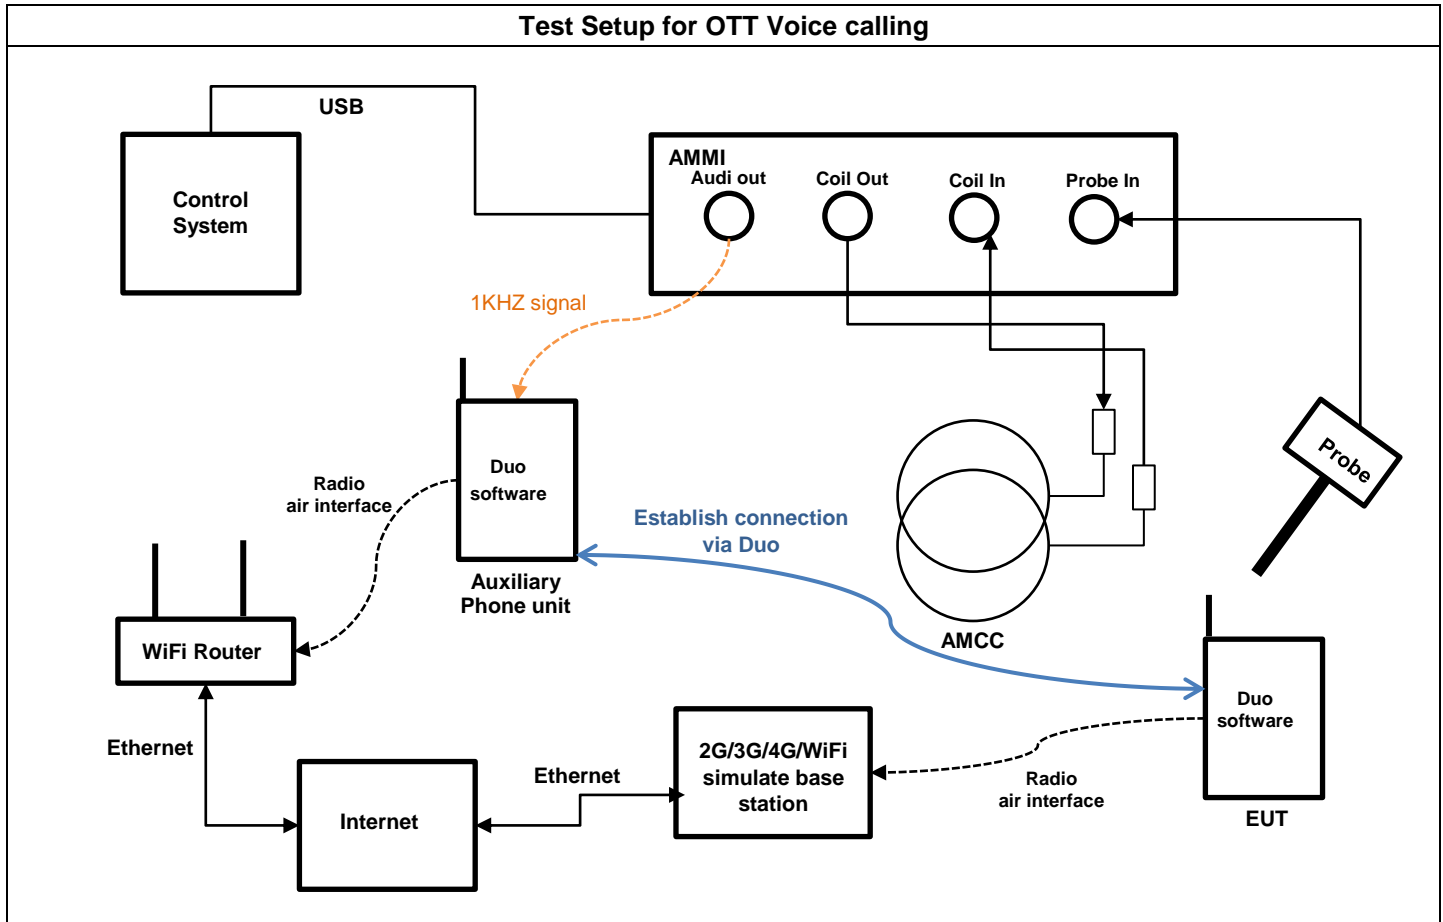 Test Setup for OTT Voice calling
USB
Control
System
AMMI
Audi out
Coil Out
Coil In
Probe In
1KHZ signal
Duo
software
Radio
air interface
Establish connection
via Duo
Probe
Auxiliary
Phone unit
AMCC
WiFi Router
Duo
software
Ethernet
Ethernet
2G/3G/4G/WiFi
simulate base
station
Radio
air interface
Internet
EUT